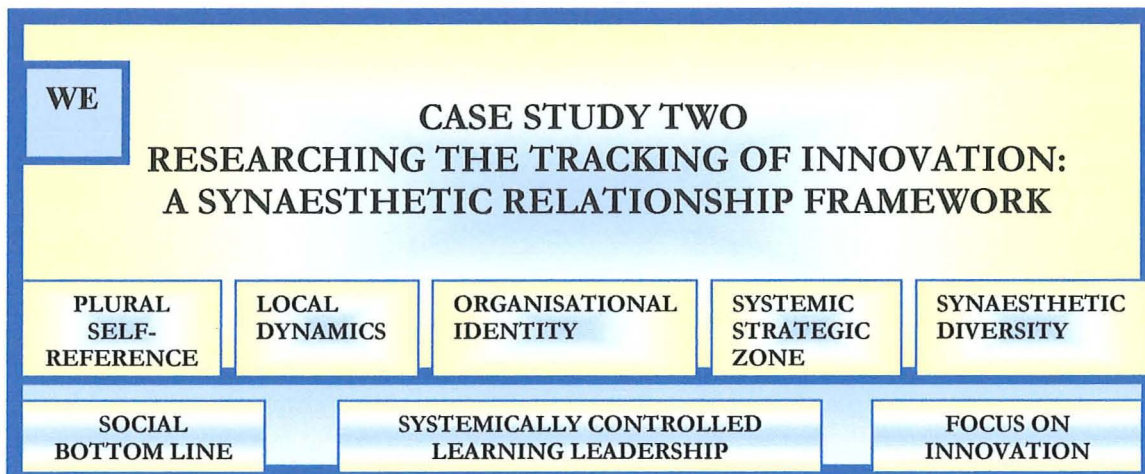 WE
CASE STUDY TWO
RESEARCHING THE TRACKING OF INNOVATION:
A SYNAESTHETIC RELATIONSHIP FRAMEWORK
PLURAL
SELF-
REFERENCE
LOCAL
DYNAMICS
ORGANISATIONAL
IDENTITY
SYSTEMIC
STRATEGIC
ZONE
SYNAESTHETIC
DIVERSITY
SOCIAL
BOTTOM LINE
SYSTEMICALLY CONTROLLED
LEARNING LEADERSHIP
FOCUS ON
INNOVATION